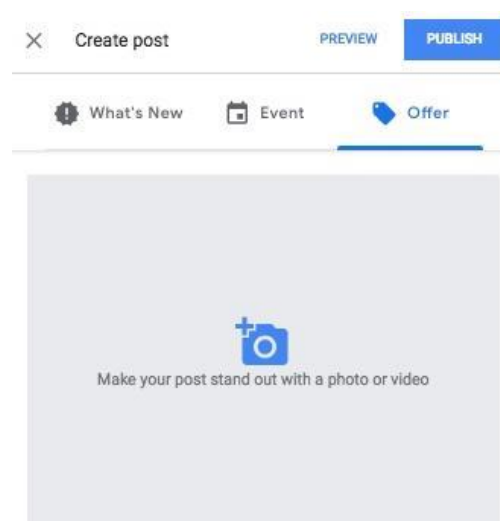 Create post PREVIEW PUBLISH
What's New Event Offer
Make your post stand out with a photo or video